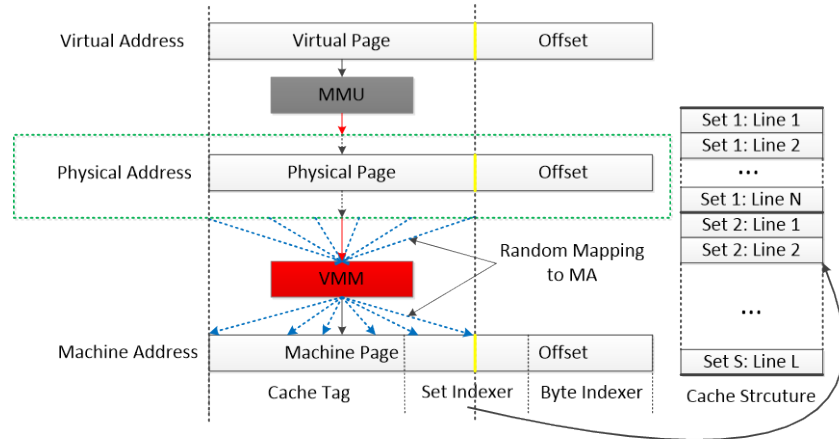 Virtual Address
Virtual Page
Offset
MMU
Physical Address
Physical Page
Offset
Random Mapping
to MA
VMM
Machine Address
Machine Page
Offset
Cache Tag
Set Indexer
Byte Indexer
Set 1: Line 1
Set 1: Line 2
...
Set 1: Line N
Set 2: Line 1
Set 2: Line 2
...
Set S: Line L
Cache Strcuture